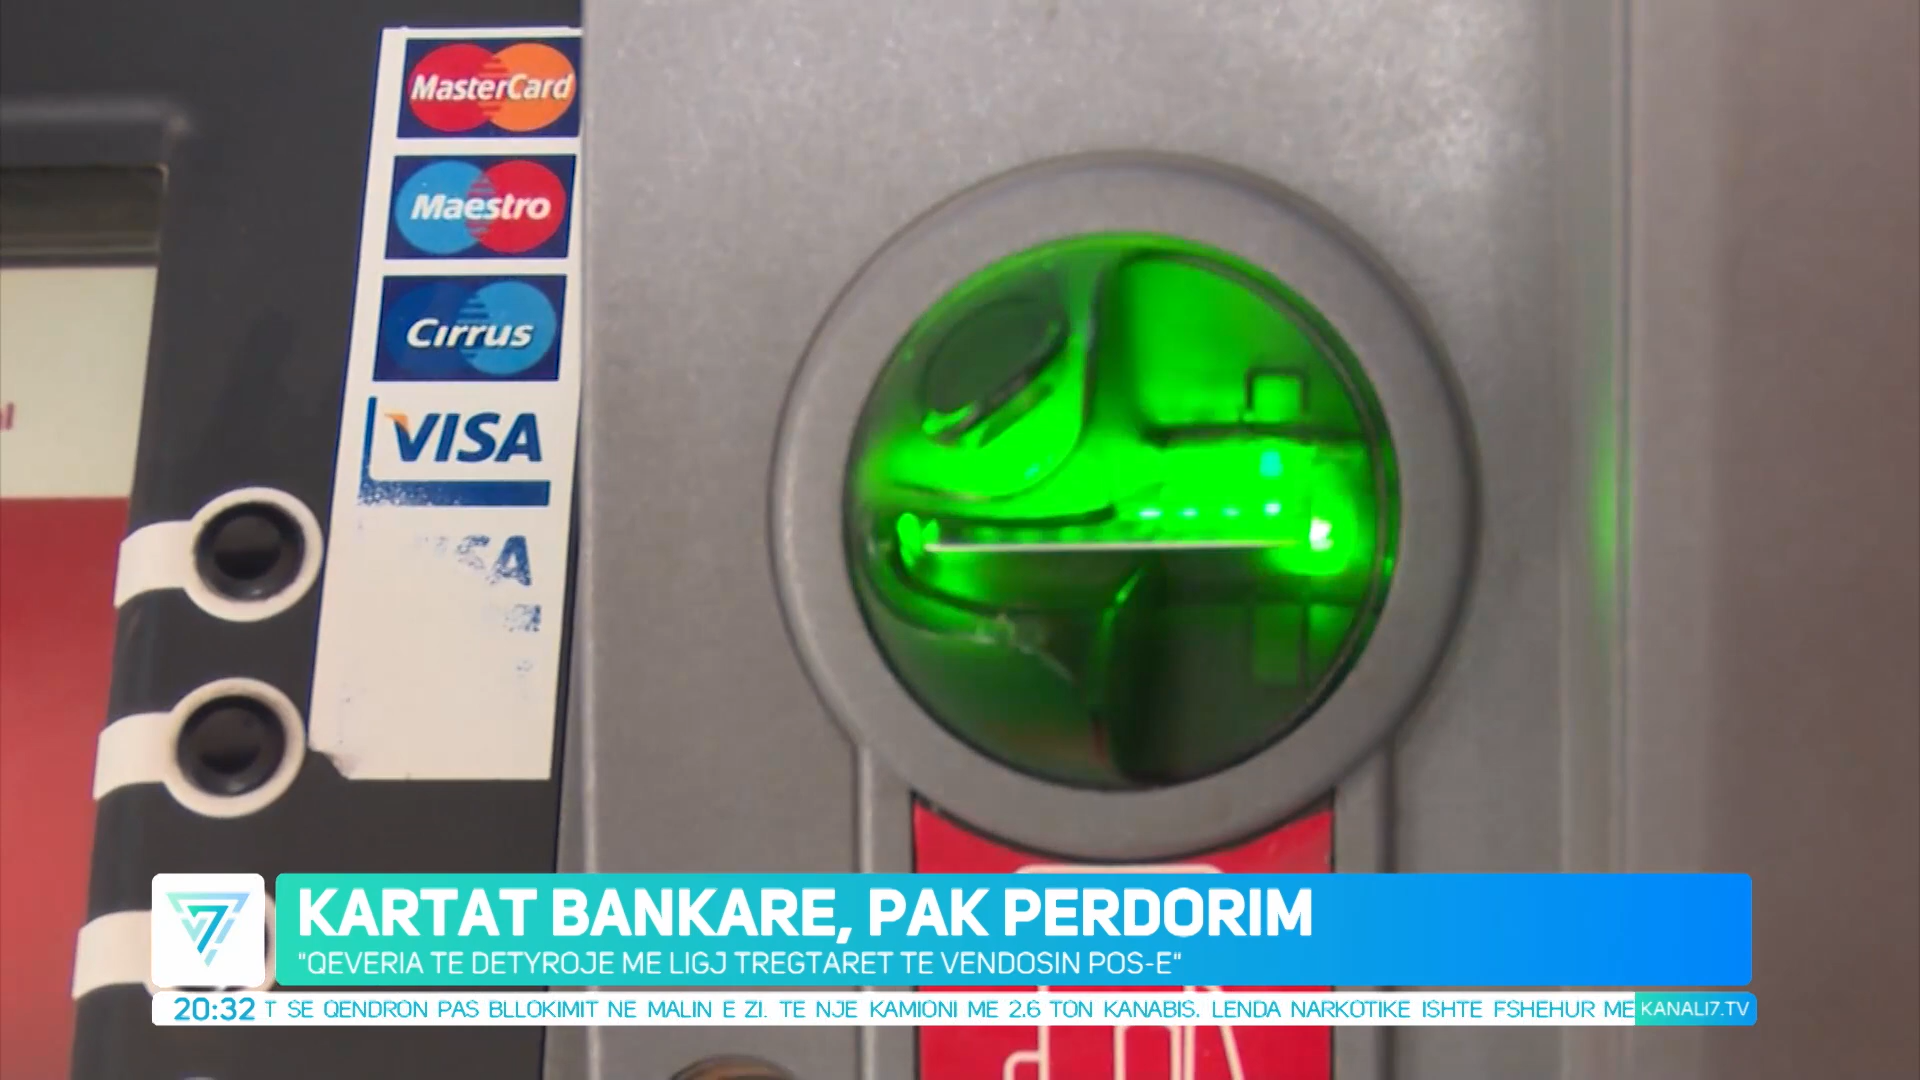 MasterCard
Maestro
Cirrus
VISA
KARTAT BANKARE, PAK PERDORIM
"QEVERIA TE DETYROJE ME LIGJ TREGTARET TE VENDOSIN POS-E"
20:32 T SE QENDRON PAS BLLOKIMIT NE MALIN E ZI. TE NJE KAMIONI ME 2.6 TON KANABIS. LENDA NARKOTIKE ISHTE FSHEHUR ME KANALI7.TV